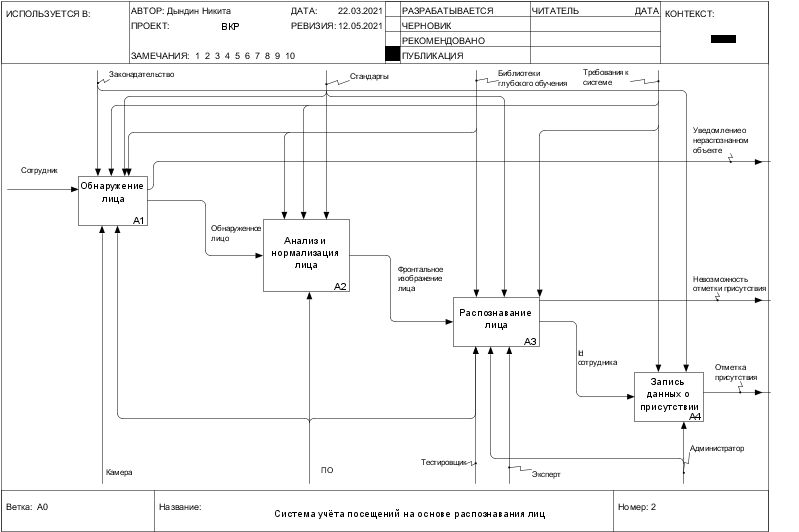 ИСПОЛЬЗУЕТСЯ В:
АВТОР: Дындин Никита
ДАТА: 22.03.2021
ПРОЕКТ: ВКР
РЕВИЗИЯ: 12.05.2021
ЗАМЕЧАНИЯ: 1 2 3 4 5 6 7 8 9 10
РАЗРАБАТЫВАЕТСЯ
ЧЕРНОВИК
РЕКОМЕНДОВАНО
ПУБЛИКАЦИЯ
ЧИТАТЕЛЬ
ДАТА
КОНТЕКСТ:
Законодательство
Стандарты
Библиотеки
глубокого обучения
Требования к
системе
Уведомление о
нераспознанном
объекте
Сотрудник
Обнаружение
лица
A1
Обнаруженное
лицо
Анализ и
нормализация
лица
A2
Фронтальное
изображение
лица
Невозможность
отметки присутствия
Распознавание
лица
A3
Id
сотрудника
Отметка
присутствия
Запись
данных о
присутствии
A4
Камера
ПО
Тестировщик
Эксперт
Администратор
Ветка: A0
Название:
Система учёта посещений на основе распознавания лиц
Номер: 2